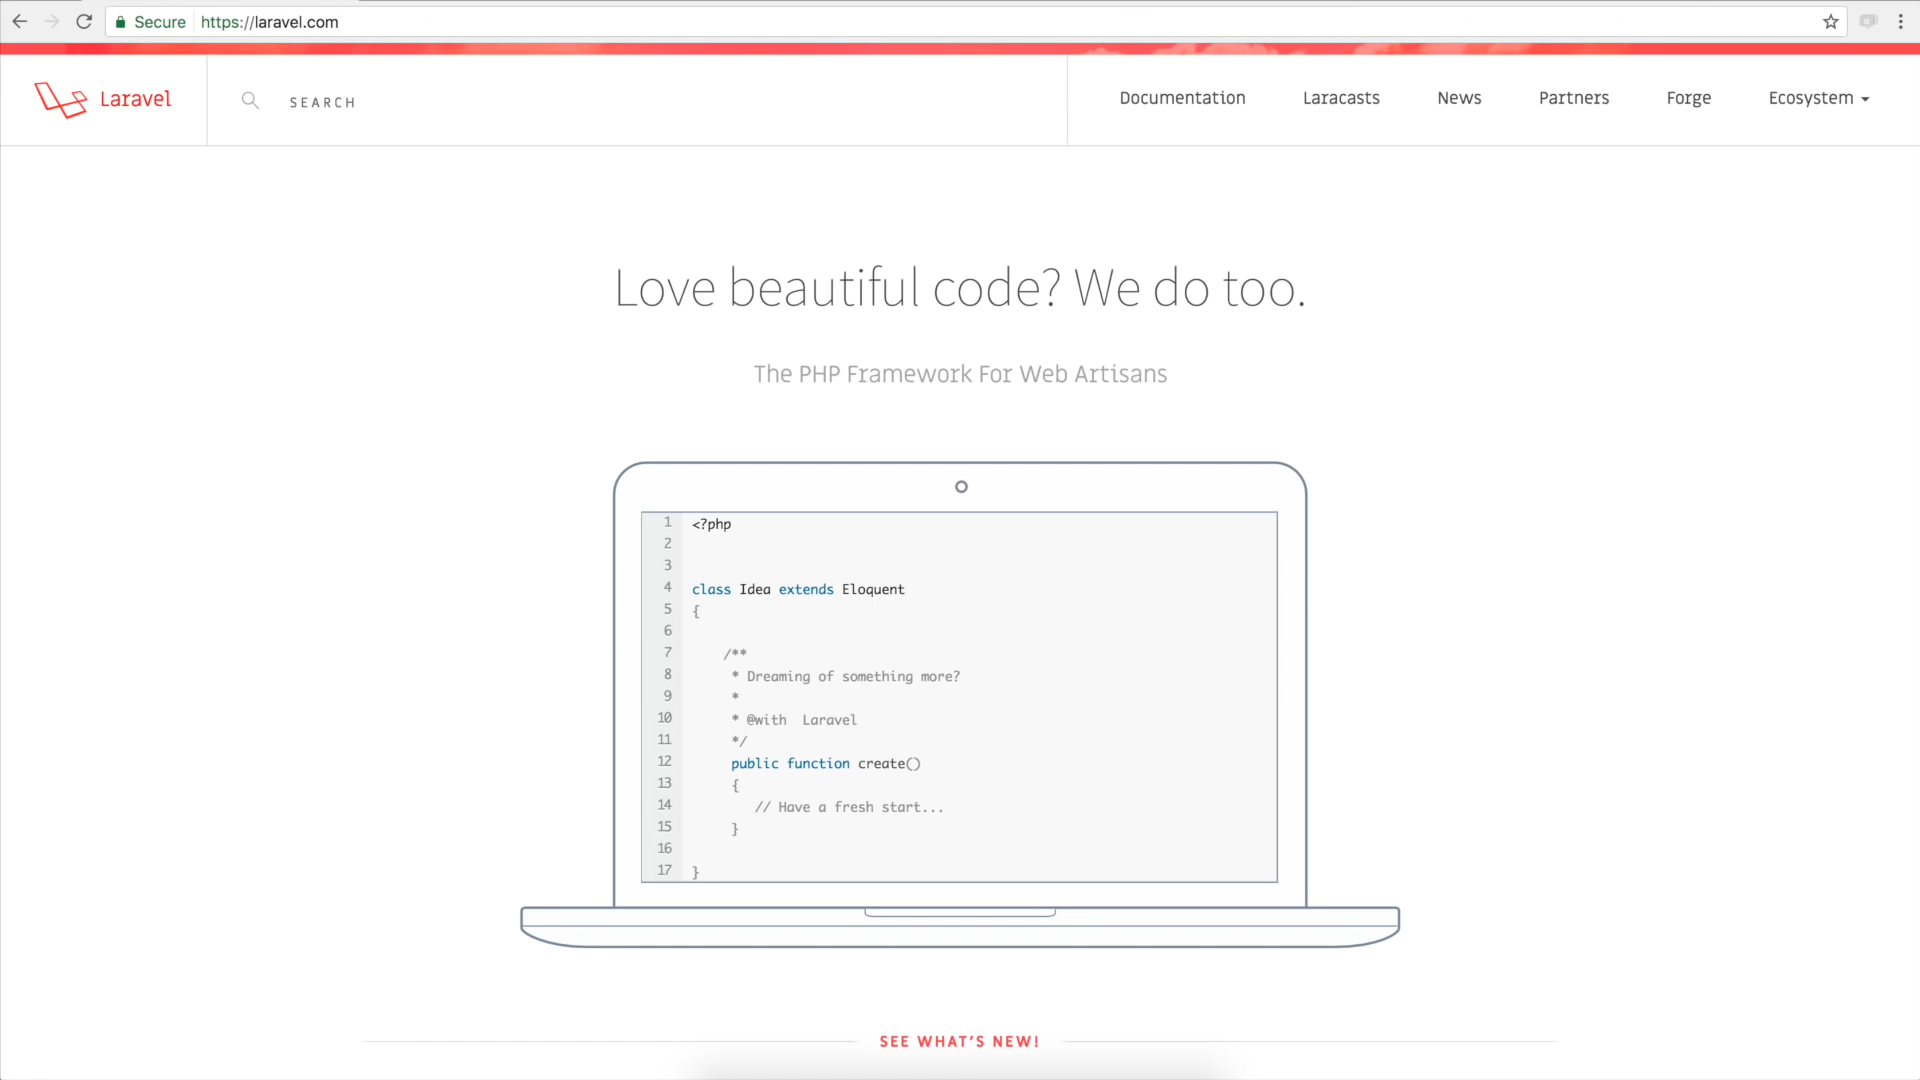 Secure https://laravel.com
Laravel
SEARCH
Documentation Laracasts News Partners Forge Ecosystem
Love beautiful code? We do too.
The PHP Framework For Web Artisans
1 <?php
2
3
4 class Idea extends Eloquent
5 {
6
7 /**
8 * Dreaming of something more?
9 *
10 * @with  Laravel
11 */
12 public function create()
13 {
14 // Have a fresh start...
15 }
16
17 }
SEE WHAT'S NEW!